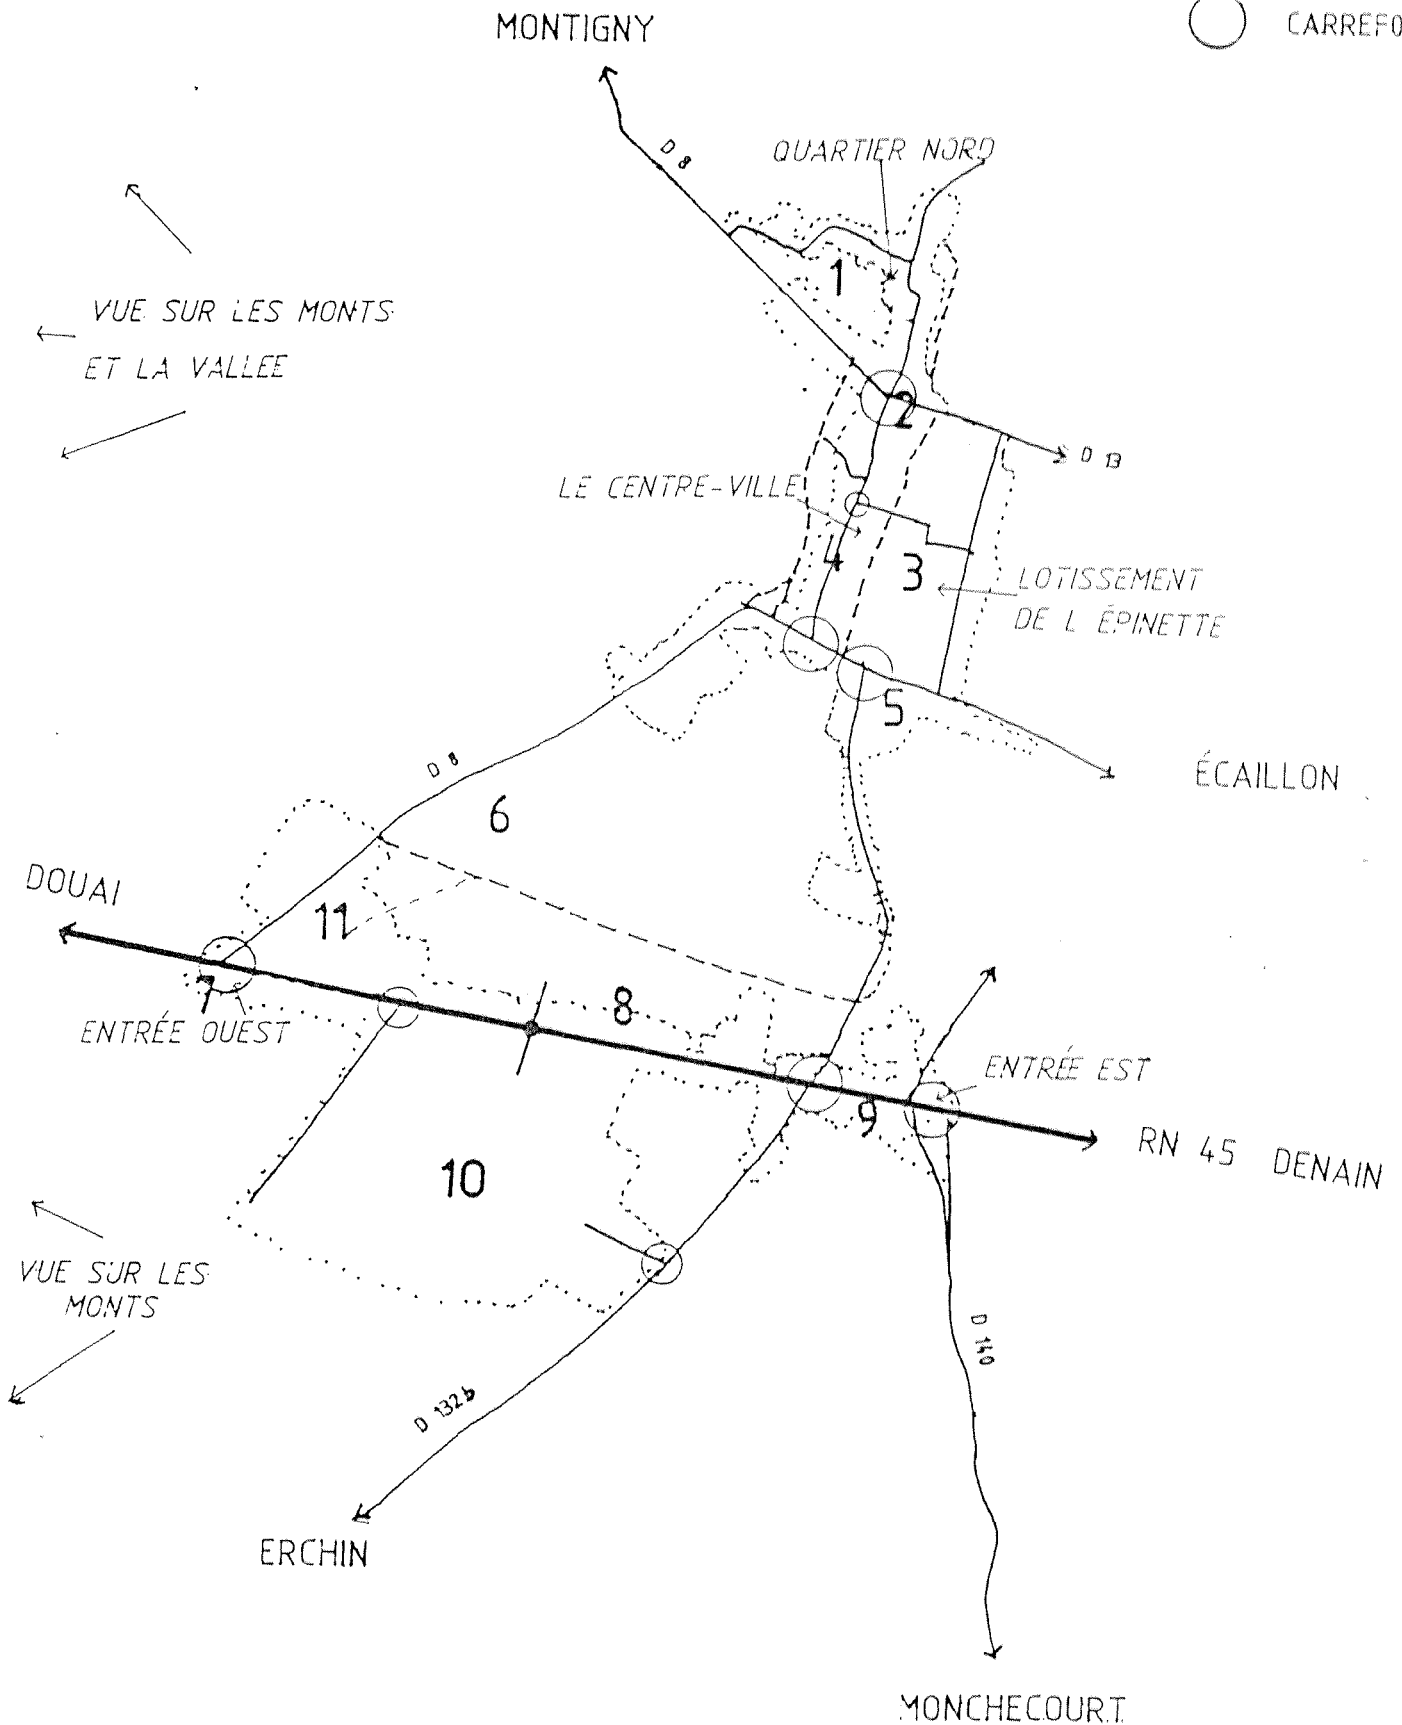 MONTIGNY
CARREFO
D 8
QUARTIER NORD
1
VUE SUR LES MONTS
ET LA VALLEE
2
D 13
LE CENTRE-VILLE
4
3
LOTISSEMENT
DE L ÉPINETTE
5
D 8
ÉCAILLON
6
DOUAI
11
7
8
ENTRÉE OUEST
ENTRÉE EST
9
RN 45 DENAIN
10
VUE SUR LES
MONTS
D 140
D 132b
ERCHIN
MONCHECOURT